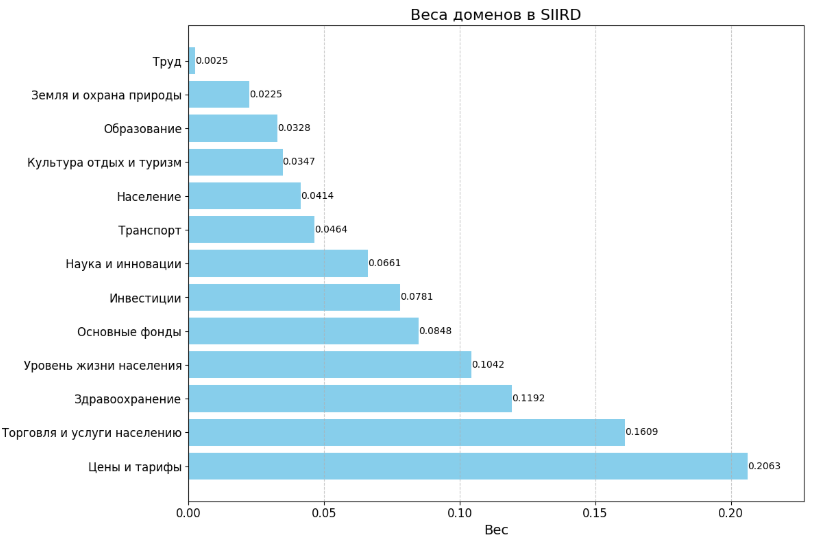 Веса доменов в SIIRD
Труд 0.0025
Земля и охрана природы 0.0225
Образование 0.0328
Культура отдых и туризм 0.0347
Население 0.0414
Транспорт 0.0464
Наука и инновации 0.0661
Инвестиции 0.0781
Основные фонды 0.0848
Уровень жизни населения 0.1042
Здравоохранение 0.1192
Торговля и услуги населению 0.1609
Цены и тарифы 0.2063
0.00 0.05 0.10 0.15 0.20
Вес